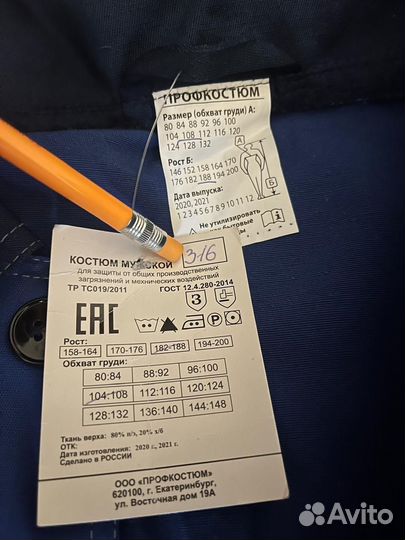 ПРОФКОСТЮМ
Размер (обхват груди) А:
80 84 88 92 96 100
104 108 112 116 120
124 128 132
Рост Б:
146 152 158 164 170
176 182 188 194 200
Дата выпуска:
2020, 2021
1 2 3 4 5 6 7 8 9 10 11 12
Не утилизировать
А
Б
316
КОСТЮМ МУЖСКОЙ
для защиты от общих производственных
загрязнений и механических воздействий
ТР ТС019/2011 ГОСТ 12.4.280-2014
З
EAC
Рост:
158-164 170-176 182-188 194-200
Обхват груди:
80:84 88:92 96:100
104:108 112:116 120:124
128:132 136:140 144:148
Ткань верха: 80% п/э, 20% х/б
ОТК:
Дата изготовления: 2020 г., 2021 г.
Сделано в РОССИИ
ООО "ПРОФКОСТЮМ"
620100, г. Екатеринбург,
ул. Восточная дом 19А
Avito